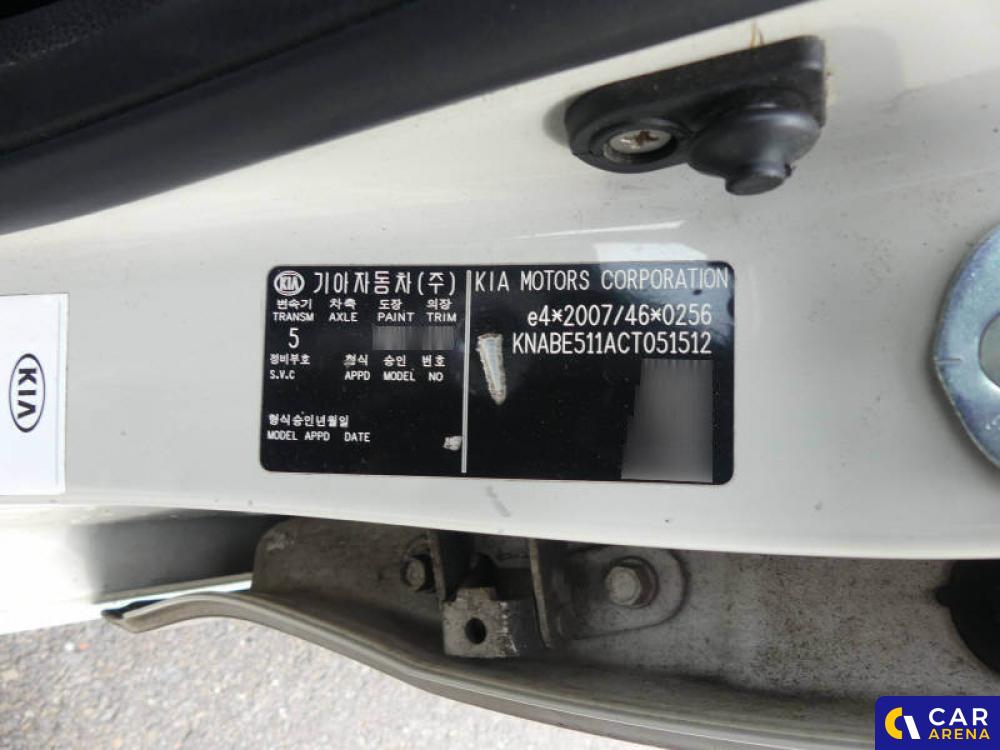 KIA 기아자동차(주)
변속기 차축 도장 의장
TRANSM AXLE PAINT TRIM
5
정비부호 형식 승인 번호
S.V.C APPD MODEL NO
형식승인년월일
MODEL APPD DATE
KIA MOTORS CORPORATION
e4*2007/46*0256
KNABE511ACT051512
KIA
CAR
ARENA